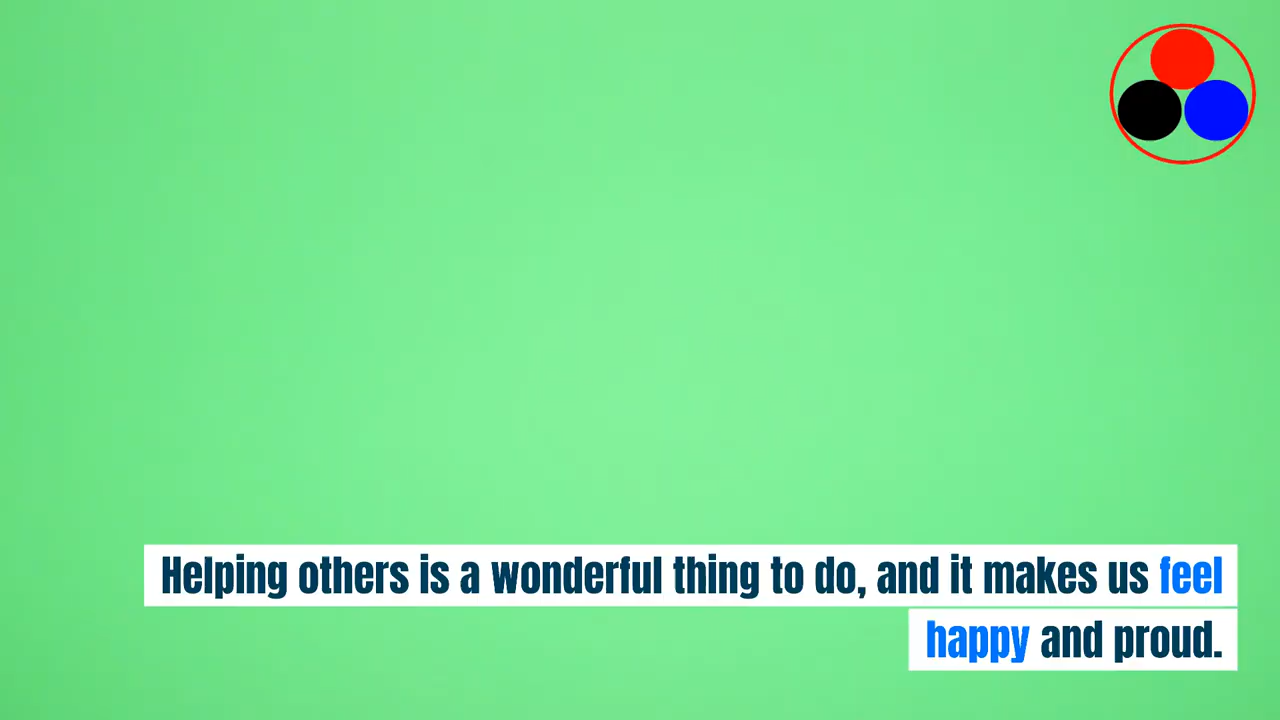 Helping others is a wonderful thing to do, and it makes us feel
happy and proud.